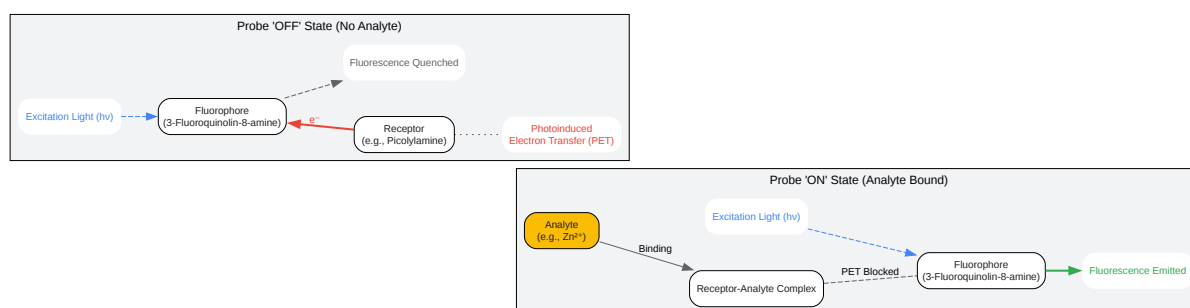 Probe 'OFF' State (No Analyte)
Fluorescence Quenched
Excitation Light (hν)
Fluorophore
(3-Fluoroquinolin-8-amine)
e⁻
Receptor
(e.g., Picolylamine)
Photoinduced
Electron Transfer (PET)
Probe 'ON' State (Analyte Bound)
Analyte
(e.g., Zn²⁺)
Excitation Light (hν)
Binding
Receptor-Analyte Complex
PET Blocked
Fluorophore
(3-Fluoroquinolin-8-amine)
Fluorescence Emitted